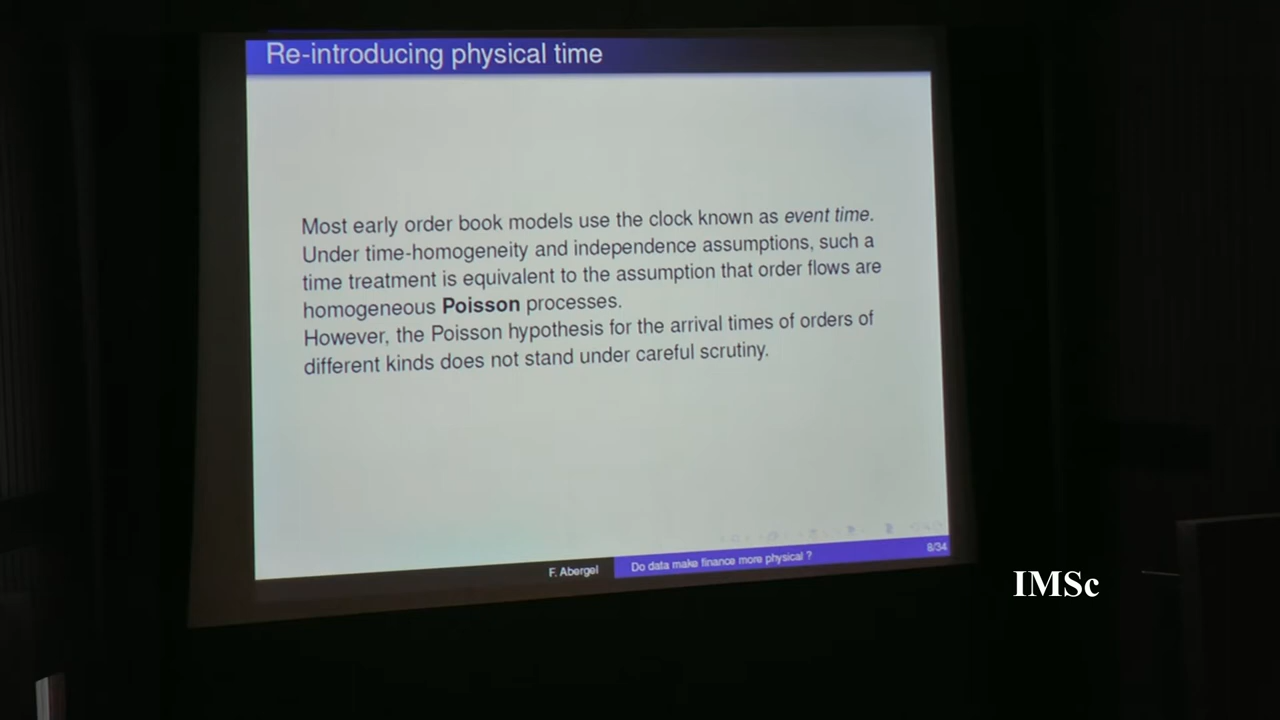 Re-introducing physical time
Most early order book models use the clock known as event time.
Under time-homogeneity and independence assumptions, such a
time treatment is equivalent to the assumption that order flows are
homogeneous Poisson processes.
However, the Poisson hypothesis for the arrival times of orders of
different kinds does not stand under careful scrutiny.
F. Abergel
Do data make finance more physical ?
8/34
IMSc